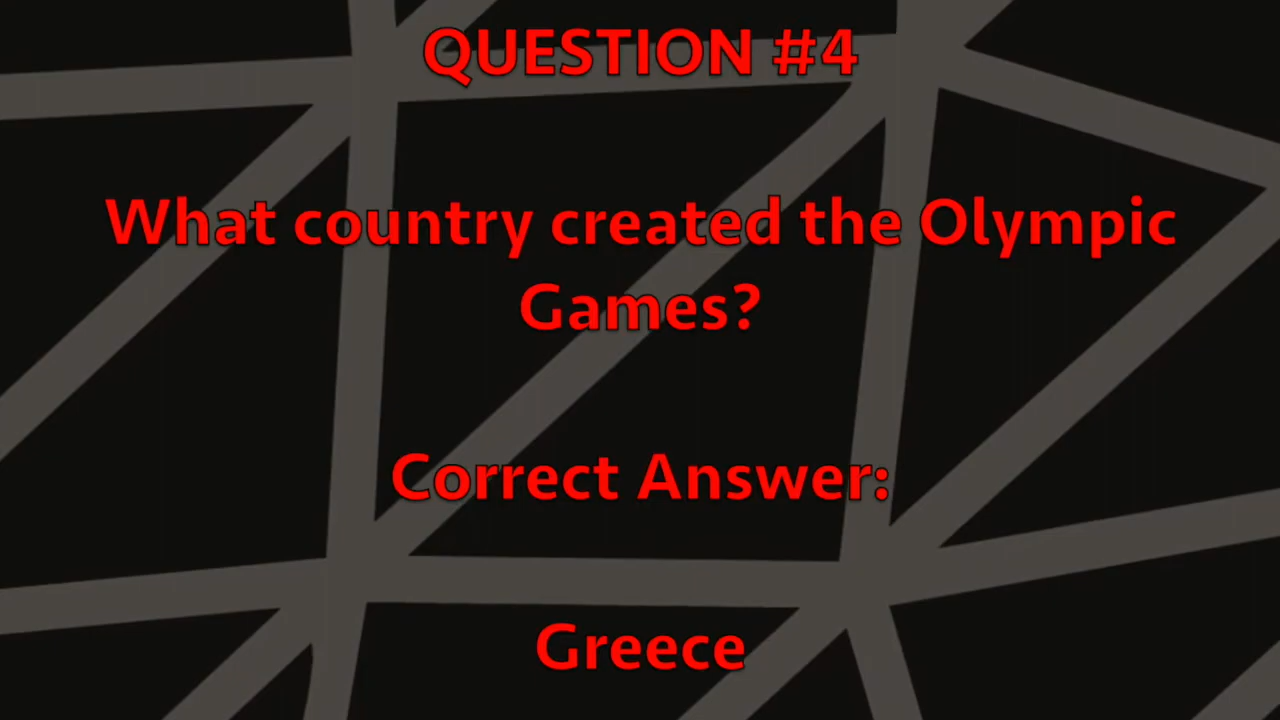 QUESTION #4
What country created the Olympic
Games?
Correct Answer:
Greece